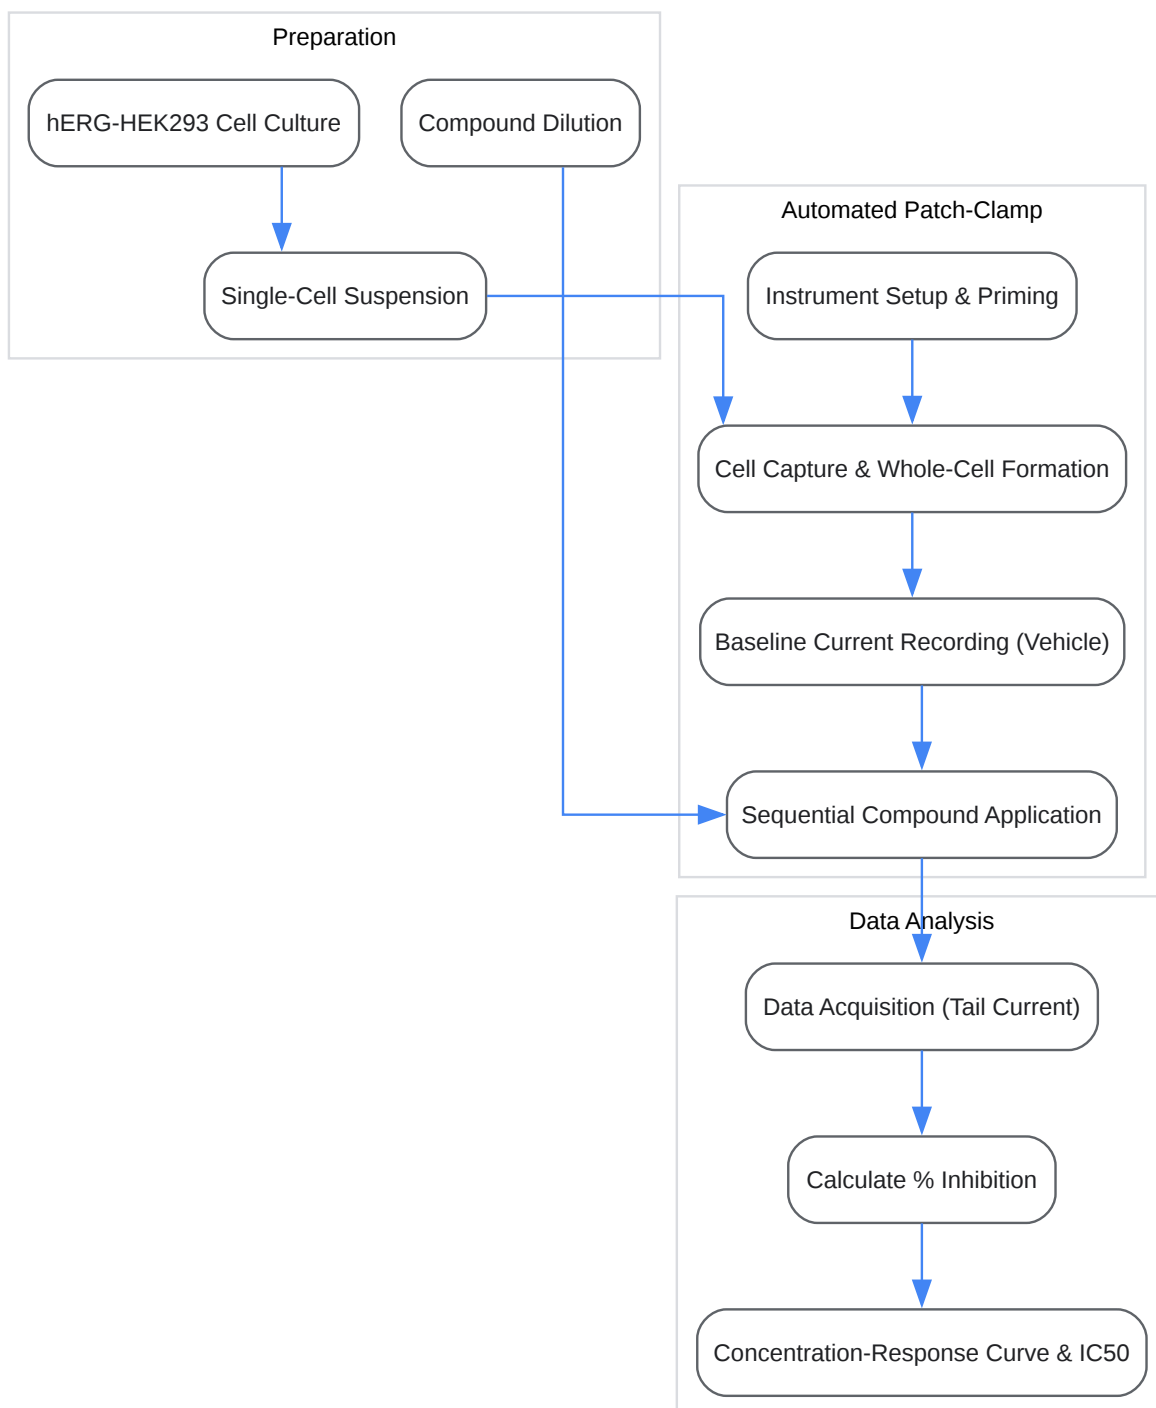 Preparation
hERG-HEK293 Cell Culture
Compound Dilution
Single-Cell Suspension
Automated Patch-Clamp
Instrument Setup & Priming
Cell Capture & Whole-Cell Formation
Baseline Current Recording (Vehicle)
Sequential Compound Application
Data Analysis
Data Acquisition (Tail Current)
Calculate % Inhibition
Concentration-Response Curve & IC50